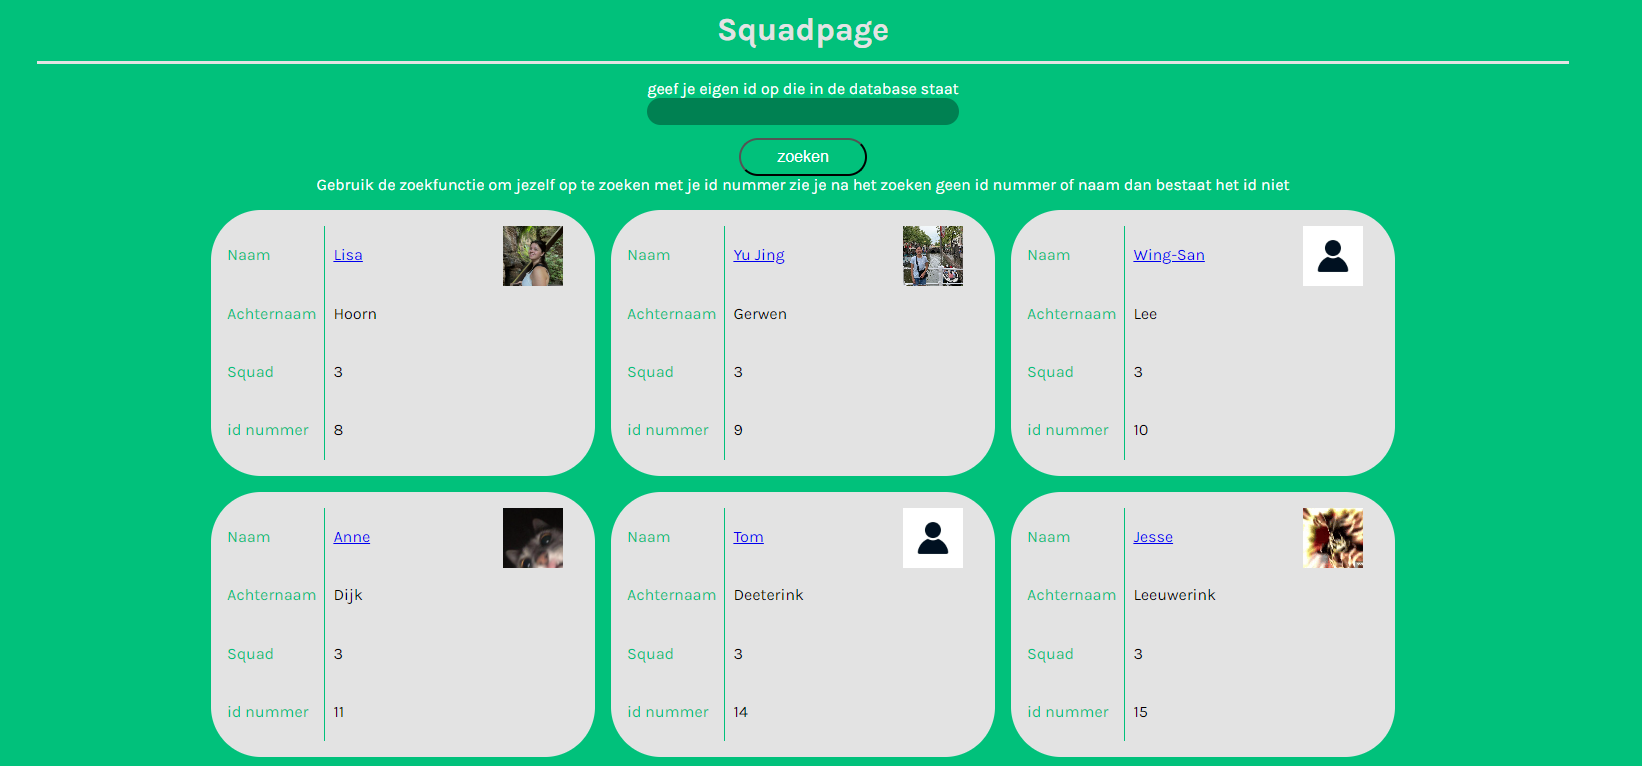 Squadpage
geef je eigen id op die in de database staat
zoeken
Gebruik de zoekfunctie om jezelf op te zoeken met je id nummer zie je na het zoeken geen id nummer of naam dan bestaat het id niet
Naam Lisa
Achternaam Hoorn
Squad 3
id nummer 8
Naam Yu Jing
Achternaam Gerwen
Squad 3
id nummer 9
Naam Wing-San
Achternaam Lee
Squad 3
id nummer 10
Naam Anne
Achternaam Dijk
Squad 3
id nummer 11
Naam Tom
Achternaam Deeterink
Squad 3
id nummer 14
Naam Jesse
Achternaam Leeuwerink
Squad 3
id nummer 15